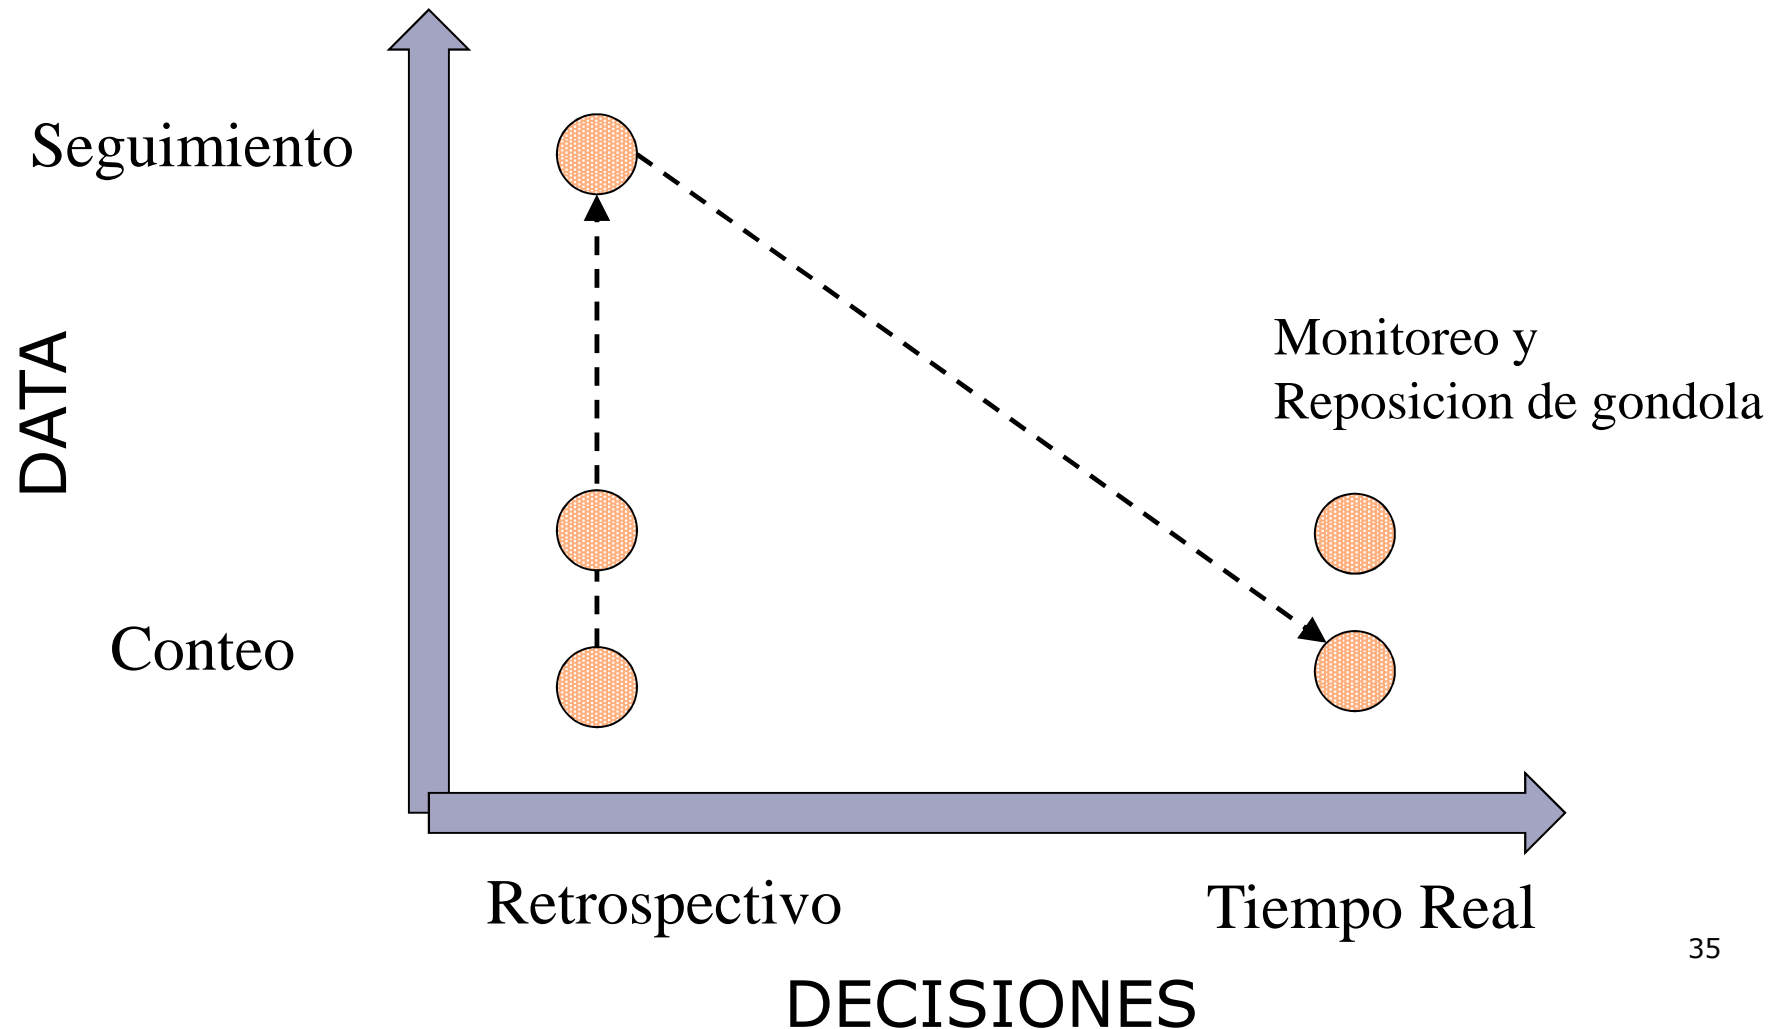 Seguimiento
DATA
Monitoreo y
Reposicion de gondola
Conteo
Retrospectivo
Tiempo Real
35
DECISIONES